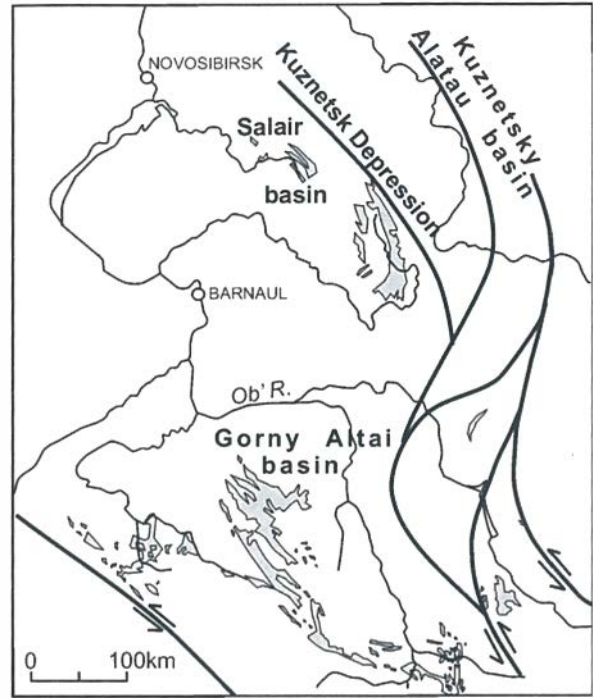 NOVOSIBIRSK
Kuznetsk Depression
Alatau
Kuznetsky
basin
Salair
basin
BARNAUL
Ob' R.
Gorny Altai
basin
0 100km